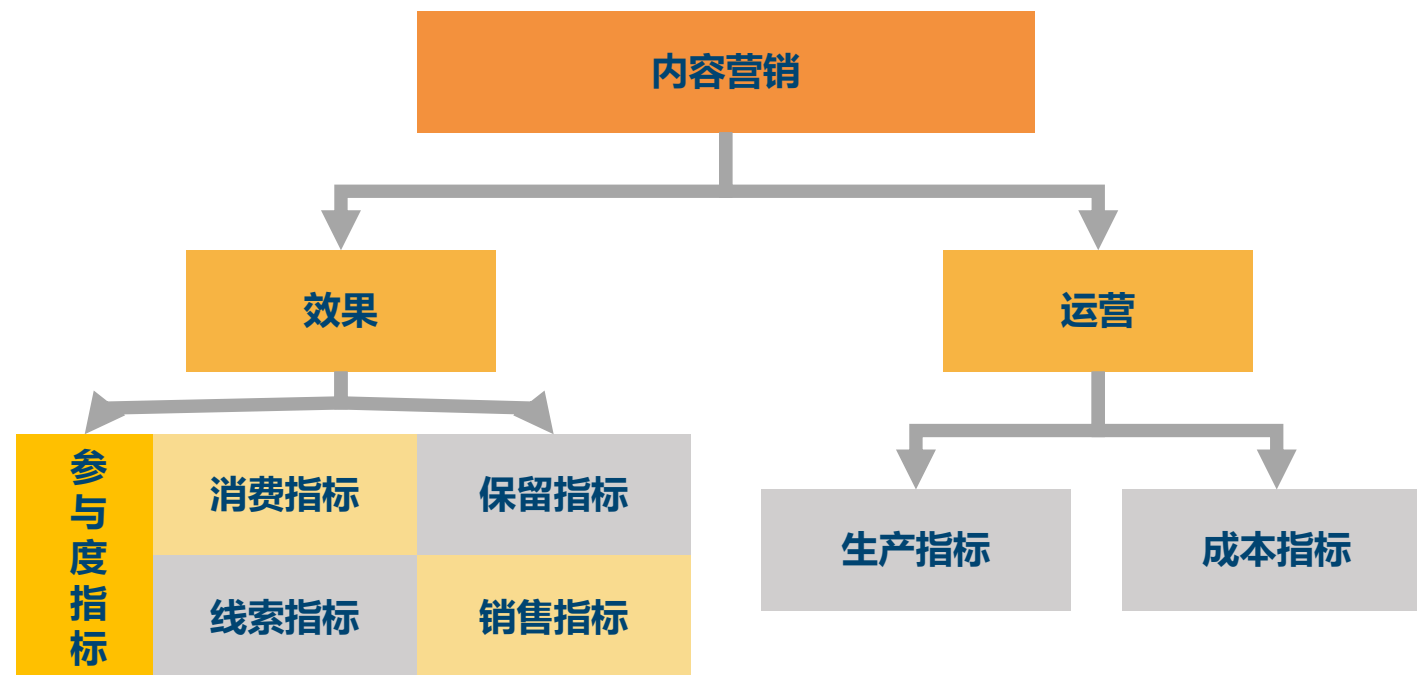 内容营销
效果
运营
参与度指标
消费指标
保留指标
线索指标
销售指标
生产指标
成本指标